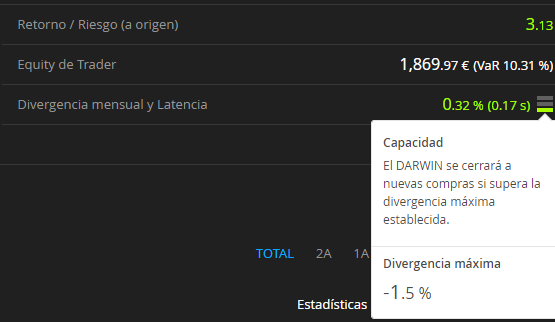 Retorno / Riesgo (a origen) 3.13
Equity de Trader 1,869.97 € (VaR 10.31 %)
Divergencia mensual y Latencia 0.32 % (0.17 s)
Capacidad
El DARWIN se cerrará a
nuevas compras si supera la
divergencia máxima
establecida.
TOTAL 2A 1A
Divergencia máxima
-1.5 %
Estadísticas